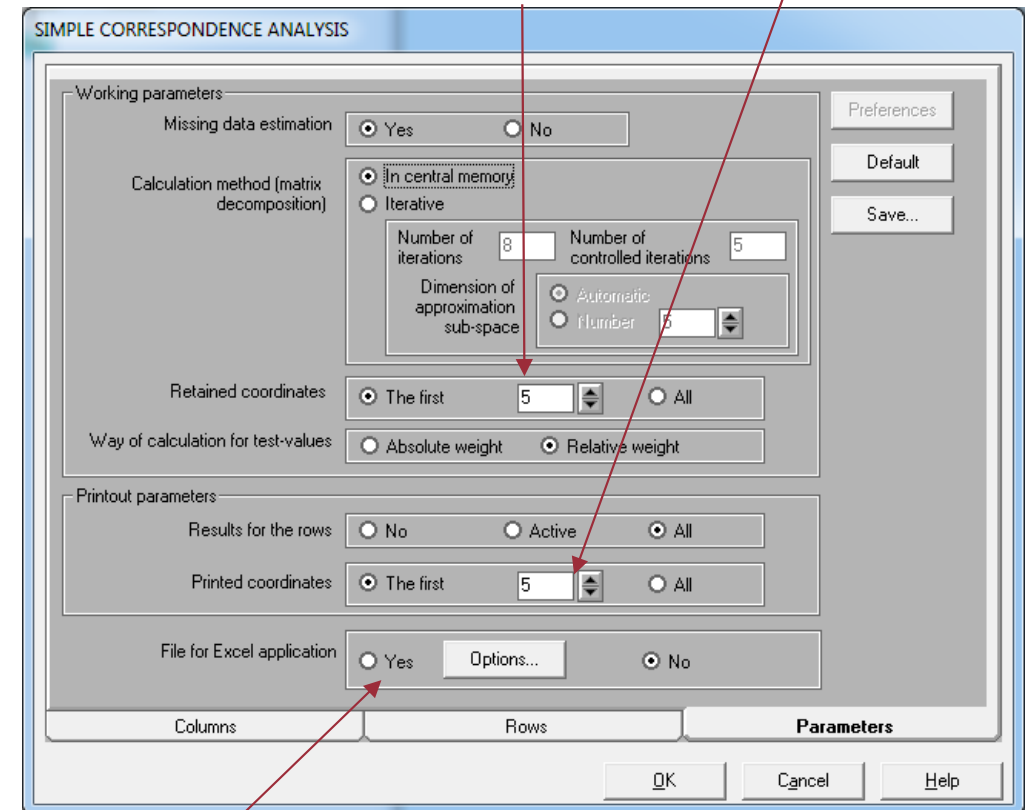 SIMPLE CORRESPONDENCE ANALYSIS
Working parameters
Missing data estimation
Yes No
Calculation method (matrix
decomposition)
In central memory
Iterative
Number of
iterations
8
Number of
controlled iterations
5
Dimension of
approximation
sub-space
Automatic
Number 5
Retained coordinates
The first 5 All
Way of calculation for test-values
Absolute weight Relative weight
Printout parameters
Results for the rows
No Active All
Printed coordinates
The first 5 All
File for Excel application
Yes Options... No
Preferences
Default
Save...
Columns Rows Parameters
OK Cancel Help